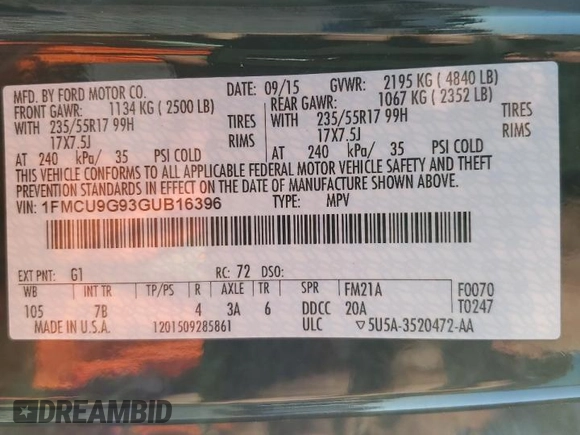 MFD. BY FORD MOTOR CO. DATE: 09/15 GVWR: 2195 KG ( 4840 LB)
FRONT GAWR: 1134 KG ( 2500 LB) REAR GAWR: 1067 KG ( 2352 LB)
WITH 235/55R17 99H TIRES WITH 235/55R17 99H TIRES
17X7.5J RIMS 17X7.5J RIMS
AT 240 kPa/ 35 PSI COLD AT 240 kPa/ 35 PSI COLD
THIS VEHICLE CONFORMS TO ALL APPLICABLE FEDERAL MOTOR VEHICLE SAFETY AND THEFT
PREVENTION STANDARDS IN EFFECT ON THE DATE OF MANUFACTURE SHOWN ABOVE.
VIN: 1FMCU9G93GUB16396 TYPE: MPV
EXT PNT: G1 RC: 72 DSO:
WB INT TR TP/PS R AXLE TR SPR FM21A F0070
105 7B 4 3A 6 DDCC 20A T0247
MADE IN U.S.A. 1201509285861 ULC 5U5A-3520472-AA
DREAMBID